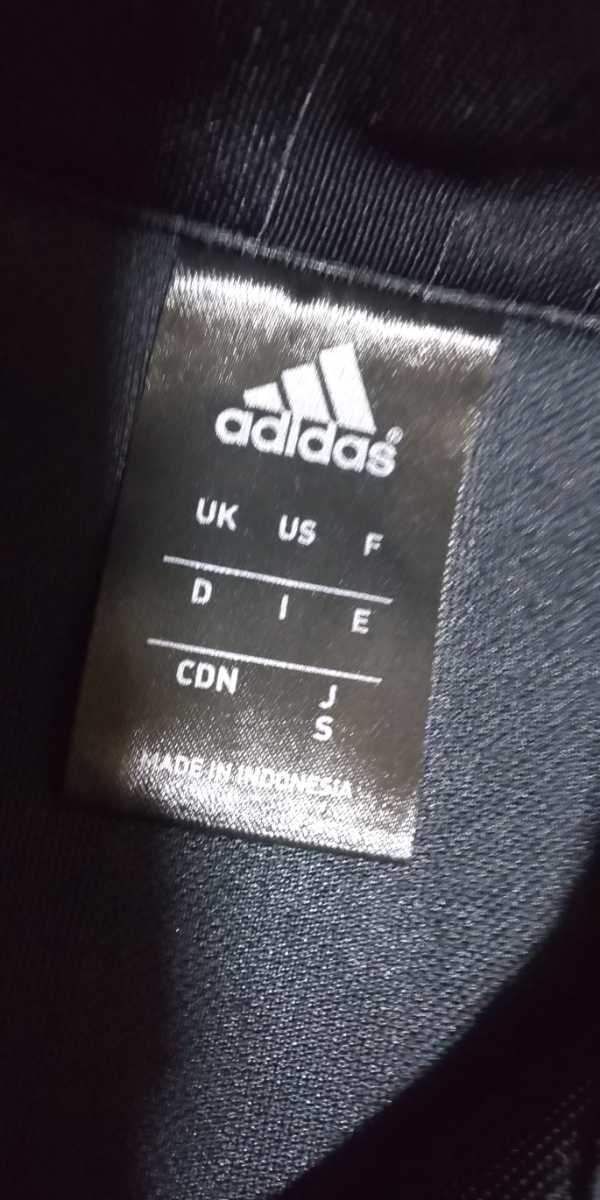 adidas®
UK US F
D I E
CDN J
S
MADE IN INDONESIA